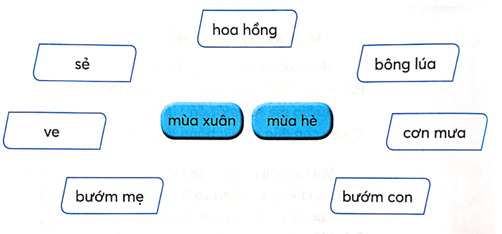 hoa hồng
sẻ
bông lúa
mùa xuân
mùa hè
ve
cơn mưa
bướm mẹ
bướm con